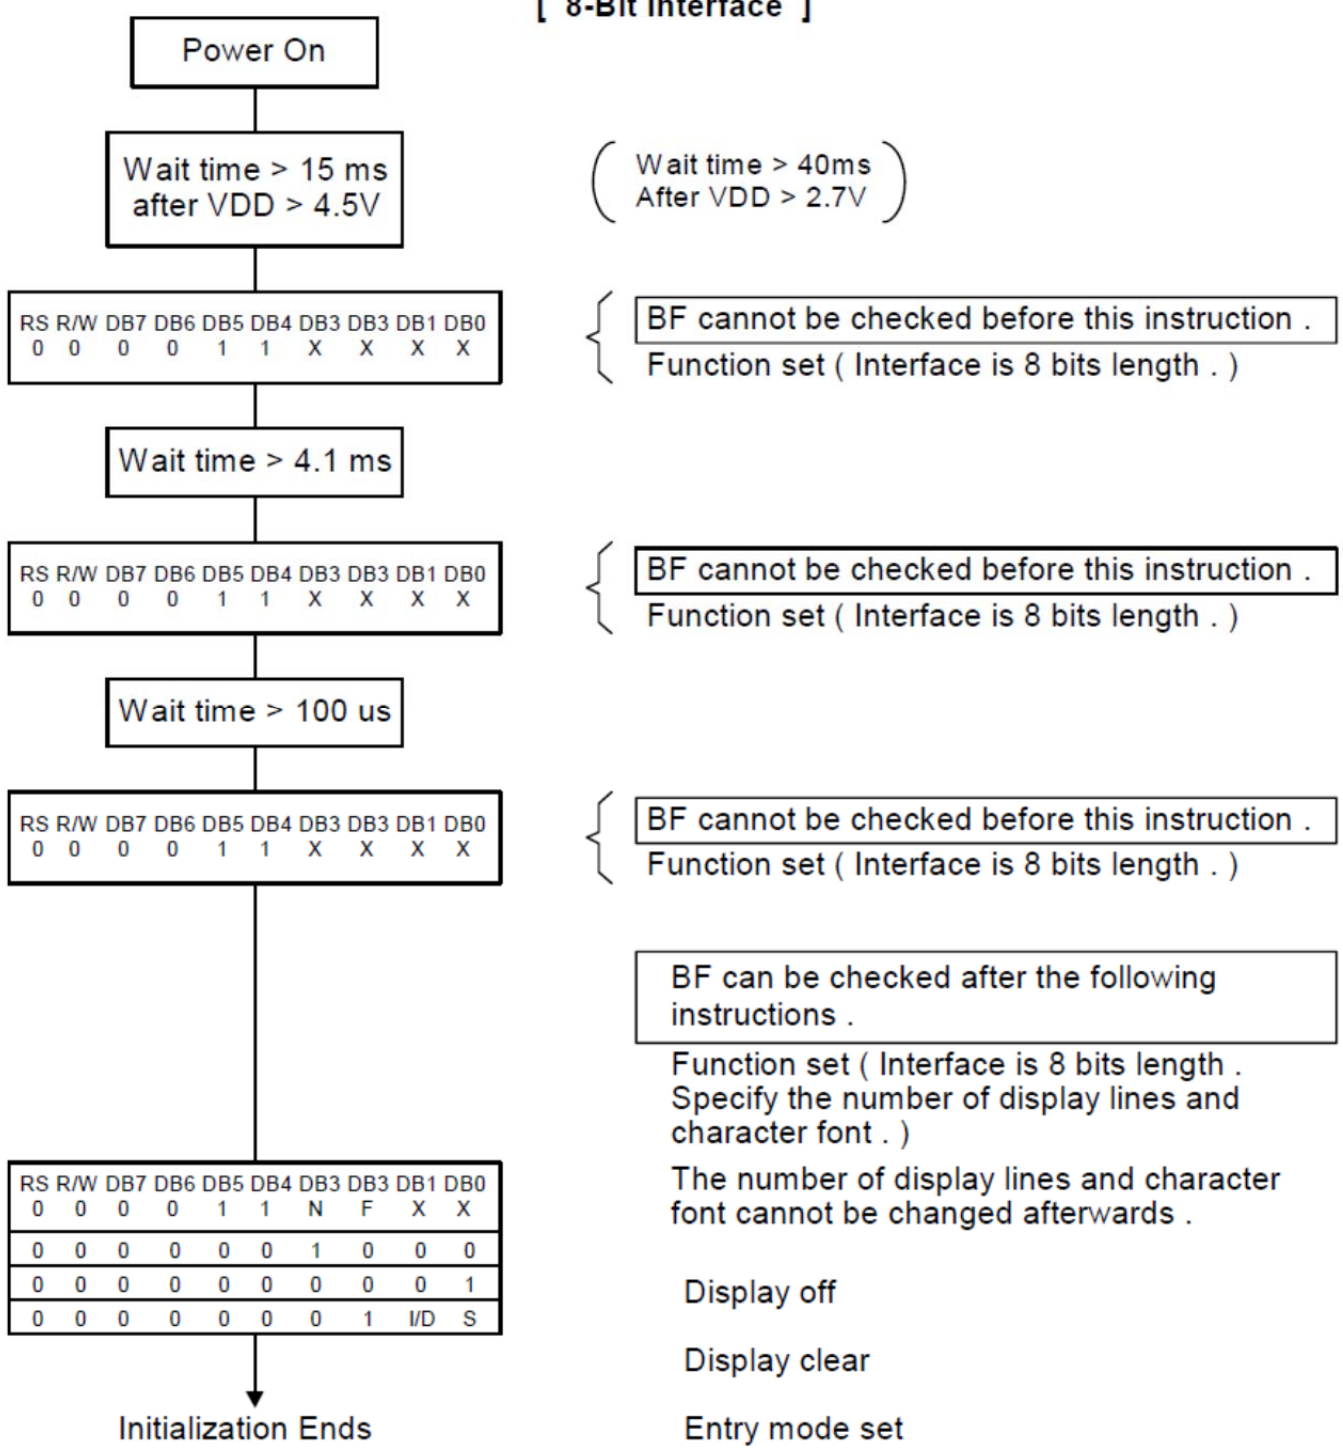 [ 8-Bit Interface ]
Power On
Wait time > 15 ms
after VDD > 4.5V
Wait time > 40ms
After VDD > 2.7V
RS R/W DB7 DB6 DB5 DB4 DB3 DB3 DB1 DB0
0 0 0 0 1 1 X X X X
BF cannot be checked before this instruction .
Function set ( Interface is 8 bits length . )
Wait time > 4.1 ms
RS R/W DB7 DB6 DB5 DB4 DB3 DB3 DB1 DB0
0 0 0 0 1 1 X X X X
BF cannot be checked before this instruction .
Function set ( Interface is 8 bits length . )
Wait time > 100 us
RS R/W DB7 DB6 DB5 DB4 DB3 DB3 DB1 DB0
0 0 0 0 1 1 X X X X
BF cannot be checked before this instruction .
Function set ( Interface is 8 bits length . )
BF can be checked after the following
instructions .
Function set ( Interface is 8 bits length .
Specify the number of display lines and
character font . )
RS R/W DB7 DB6 DB5 DB4 DB3 DB3 DB1 DB0
0 0 0 0 1 1 N F X X
0 0 0 0 0 0 1 0 0 0
0 0 0 0 0 0 0 0 0 1
0 0 0 0 0 0 0 1 I/D S
The number of display lines and character
font cannot be changed afterwards .
Display off
Display clear
Initialization Ends
Entry mode set